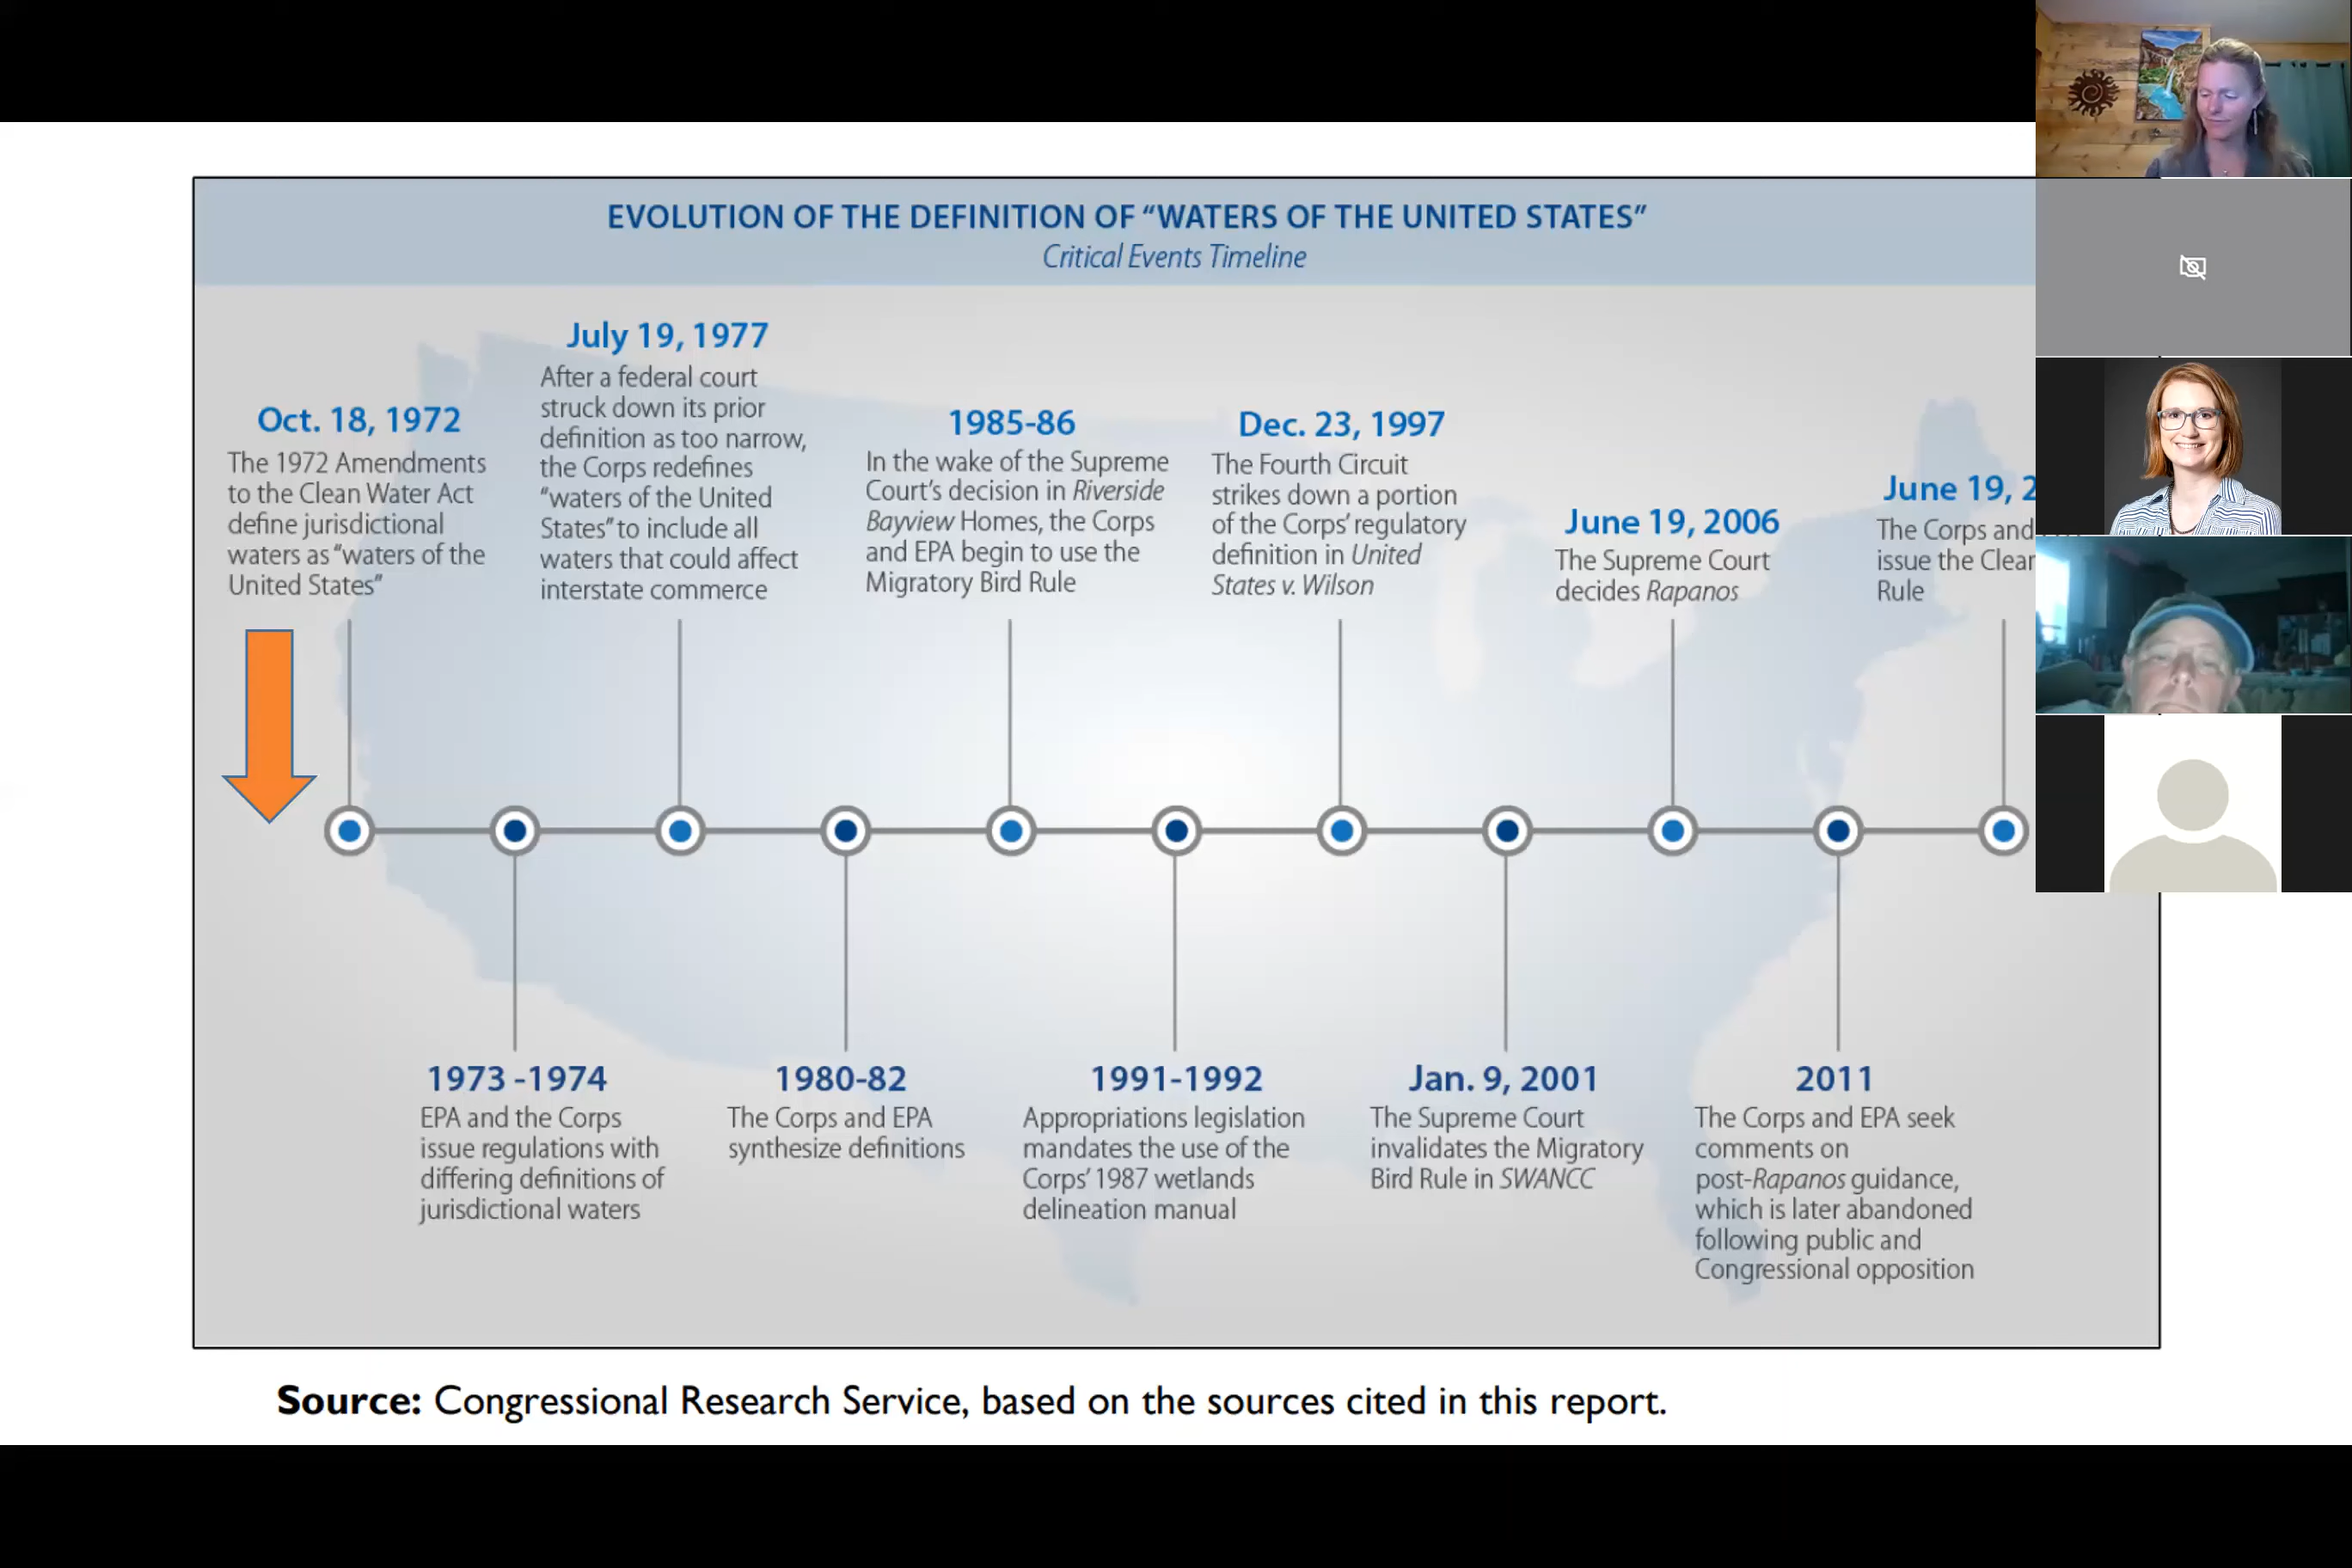 EVOLUTION OF THE DEFINITION OF “WATERS OF THE UNITED STATES”
Critical Events Timeline
Oct. 18, 1972
The 1972 Amendments
to the Clean Water Act
define jurisdictional
waters as “waters of the
United States”
July 19, 1977
After a federal court
struck down its prior
definition as too narrow,
the Corps redefines
“waters of the United
States” to include all
waters that could affect
interstate commerce
1985-86
In the wake of the Supreme
Court’s decision in Riverside
Bayview Homes, the Corps
and EPA begin to use the
Migratory Bird Rule
Dec. 23, 1997
The Fourth Circuit
strikes down a portion
of the Corps’ regulatory
definition in United
States v. Wilson
June 19, 2006
The Supreme Court
decides Rapanos
June 19, 2
The Corps and
issue the Clean
Rule
1973 -1974
EPA and the Corps
issue regulations with
differing definitions of
jurisdictional waters
1980-82
The Corps and EPA
synthesize definitions
1991-1992
Appropriations legislation
mandates the use of the
Corps’ 1987 wetlands
delineation manual
Jan. 9, 2001
The Supreme Court
invalidates the Migratory
Bird Rule in SWANCC
2011
The Corps and EPA seek
comments on
post-Rapanos guidance,
which is later abandoned
following public and
Congressional opposition
Source: Congressional Research Service, based on the sources cited in this report.